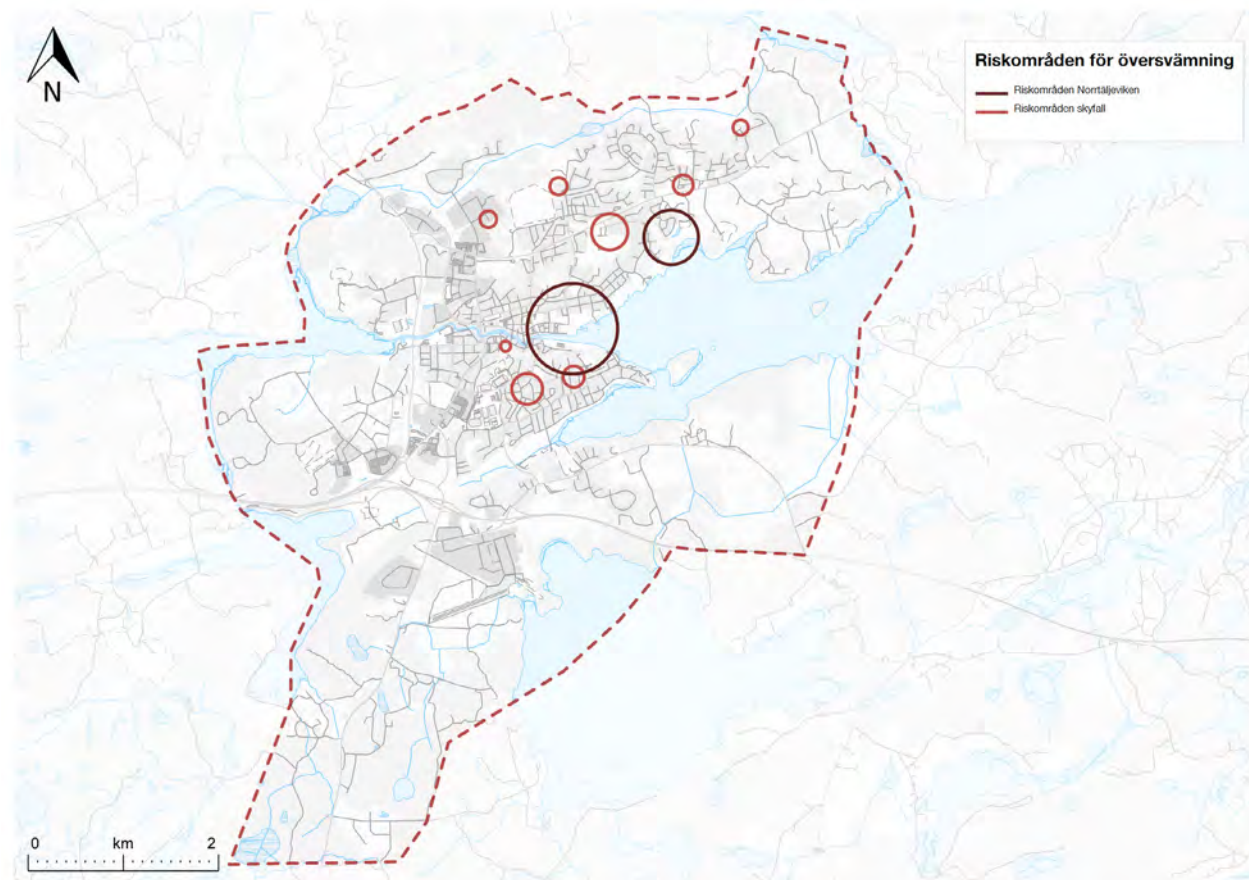 N
Riskområden för översvämning
Riskområden Norrtäljeviken
Riskområden skyfall
0 km 2